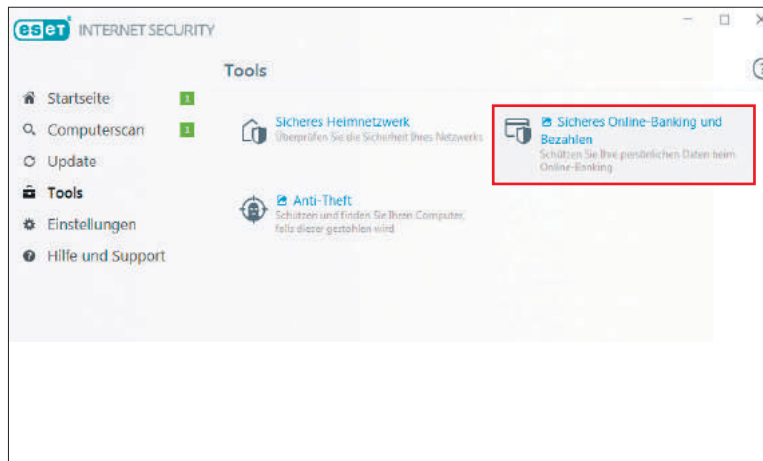 eset INTERNET SECURITY
Tools
Startseite 1
Computerscan 1
Update
Tools
Einstellungen
Hilfe und Support
Sicheres Heimnetzwerk
Überprüfen Sie die Sicherheit Ihres Netzwerks
Sicheres Online-Banking und
Bezahlen
Schützen Sie Ihre persönlichen Daten beim
Online-Banking
Anti-Theft
Schützen und finden Sie Ihren Computer,
falls dieser gestohlen wird